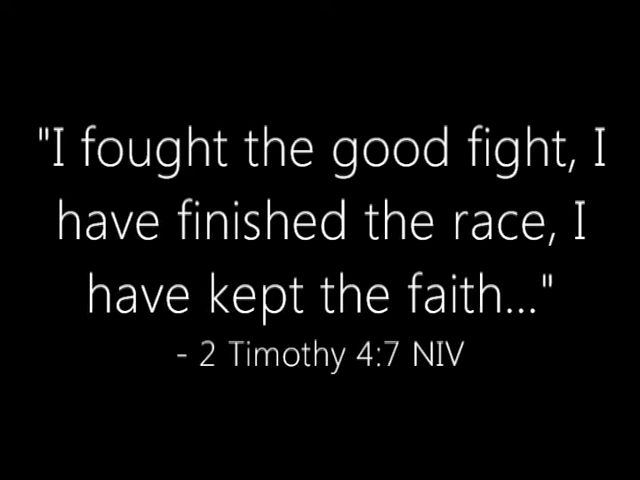 "I fought the good fight, I
have finished the race, I
have kept the faith..."
- 2 Timothy 4:7 NIV